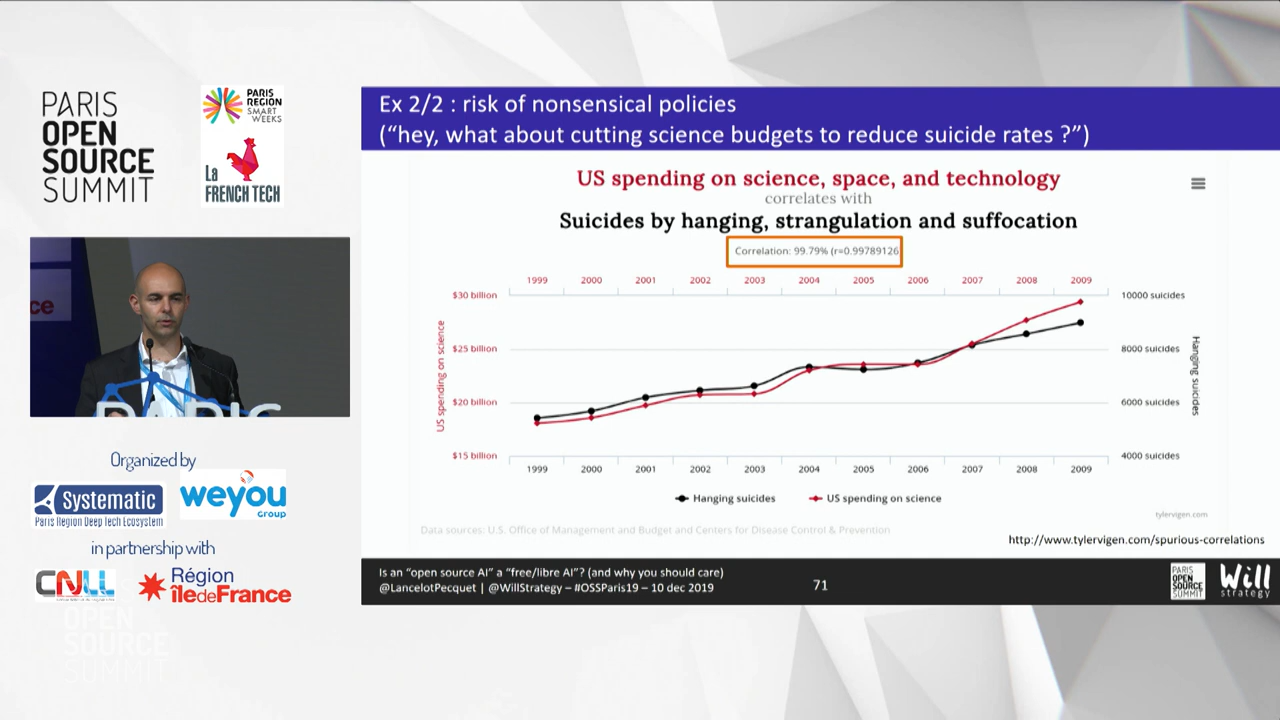 PARIS
OPEN
SOURCE
SUMMIT
PARIS
REGION
SMART
WEEKS
La
FRENCH TECH
Ex 2/2 : risk of nonsensical policies
(“hey, what about cutting science budgets to reduce suicide rates ?”)
US spending on science, space, and technology
correlates with
Suicides by hanging, strangulation and suffocation
Correlation: 99.79% (r=0.99789126
1999 2000 2001 2002 2003 2004 2005 2006 2007 2008 2009
$30 billion
$25 billion
$20 billion
$15 billion
US spending on science
10000 suicides
8000 suicides
6000 suicides
4000 suicides
Hanging suicides
1999 2000 2001 2002 2003 2004 2005 2006 2007 2008 2009
Hanging suicides US spending on science
tylervigen.com
Data sources: U.S. Office of Management and Budget and Centers for Disease Control & Prevention
http://www.tylervigen.com/spurious-correlations
Is an “open source AI” a “free/libre AI”? (and why you should care)
@LancelotPecquet | @WillStrategy – #OSSParis19 – 10 dec 2019
71
PARIS
OPEN
SOURCE
SUMMIT
Will
strategy
ce
PARIS
Organized by
Systematic
Paris Region Deep Tech Ecosystem
weyou
GROUP
in partnership with
CNLL
Région
îledeFrance
OPEN
SOURCE
SUMMIT